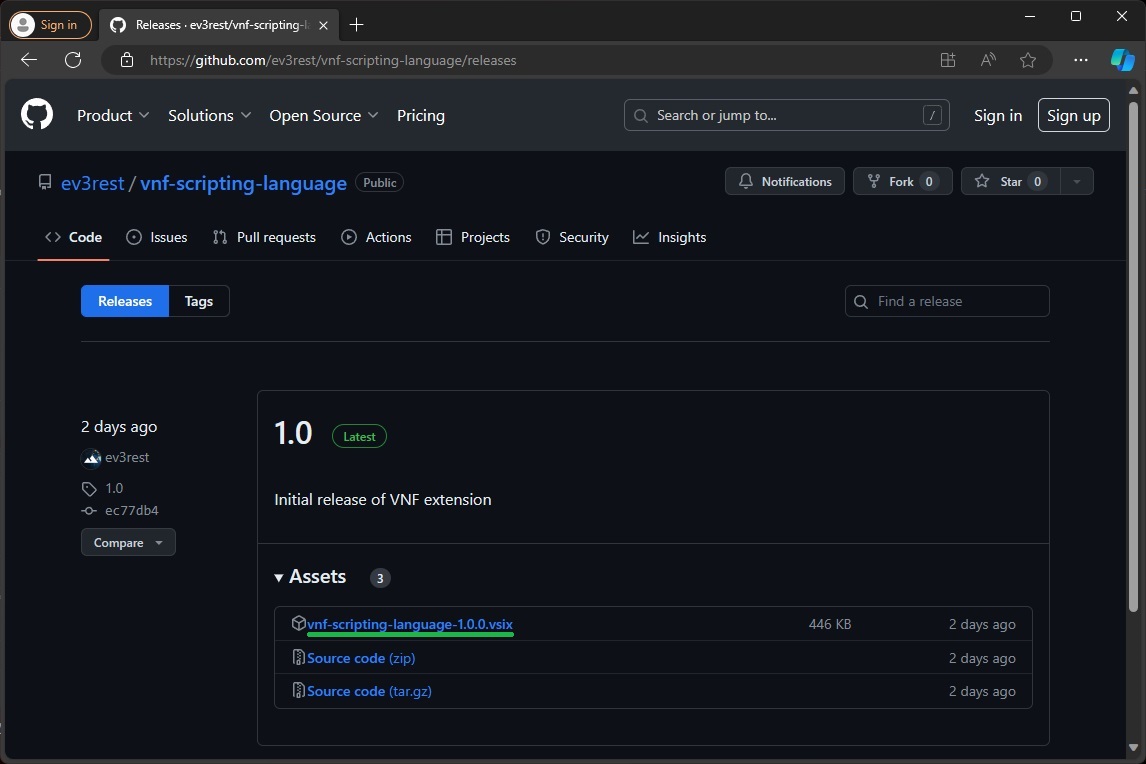 Sign in
Releases · ev3rest/vnf-scripting-l
https://github.com/ev3rest/vnf-scripting-language/releases
Product Solutions Open Source Pricing Search or jump to... / Sign in Sign up
ev3rest / vnf-scripting-language Public Notifications Fork 0 Star 0
Code Issues Pull requests Actions Projects Security Insights
Releases Tags Find a release
2 days ago
ev3rest
1.0
ec77db4
Compare
1.0 Latest
Initial release of VNF extension
Assets 3
vnf-scripting-language-1.0.0.vsix 446 KB 2 days ago
Source code (zip) 2 days ago
Source code (tar.gz) 2 days ago